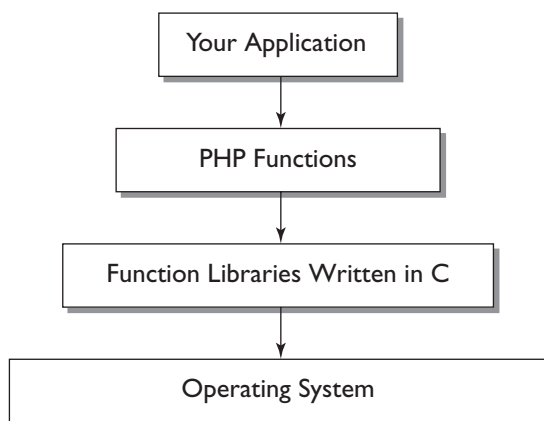 Your Application
PHP Functions
Function Libraries Written in C
Operating System